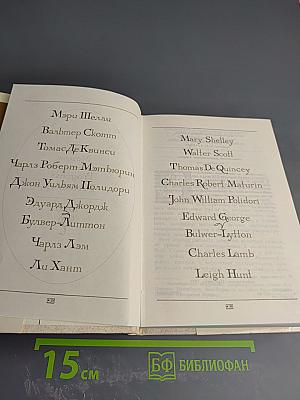 Мэри Шелли
Вальтер Скотт
Томас Де Квинси
Чарлз Роберт Мэтьюрин
Джон Уильям Полидори
Эдуард Джордж
Булвер-Литтон
Чарлз Лэм
Ли Хант
Mary Shelley
Walter Scott
Thomas De Quincey
Charles Robert Maturin
John William Polidori
Edward George
Bulwer-Lytton
Charles Lamb
Leigh Hunt
15 см
БФ БИБЛИОФАН